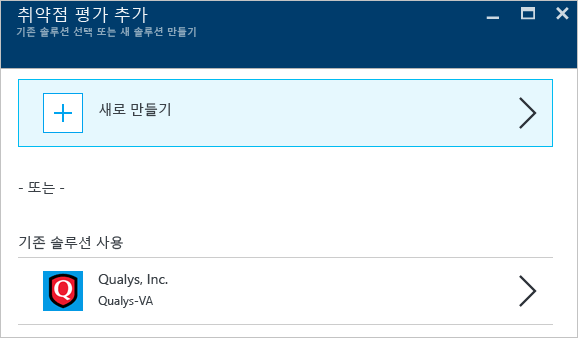 취약점 평가 추가
기존 솔루션 선택 또는 새 솔루션 만들기
새로 만들기
- 또는 -
기존 솔루션 사용
Q
Qualys, Inc.
Qualys-VA